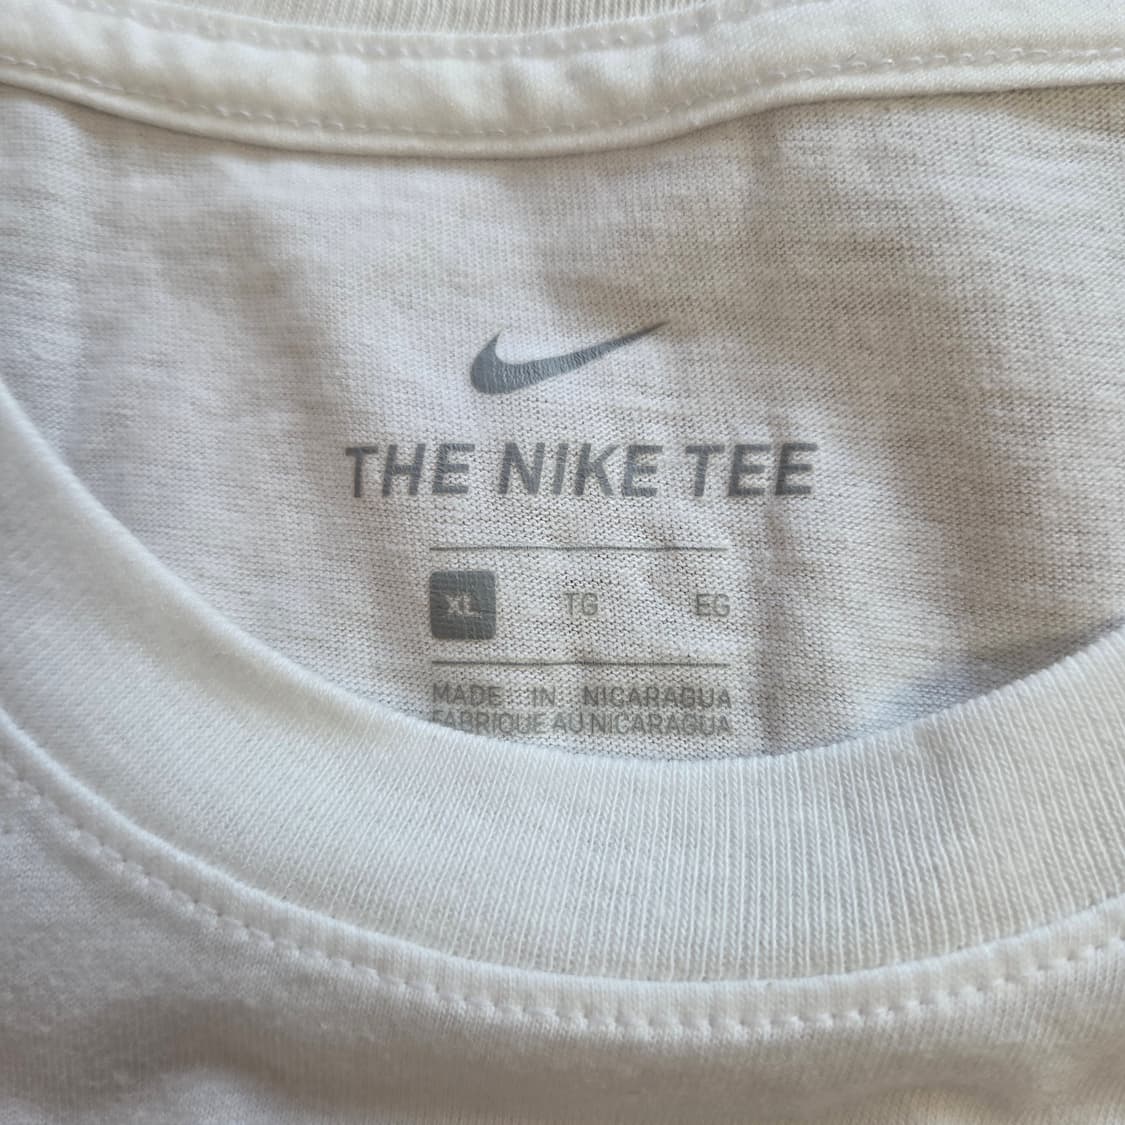 THE NIKE TEE
XL TG EG
MADE IN NICARAGUA
FABRIQUE AU NICARAGUA